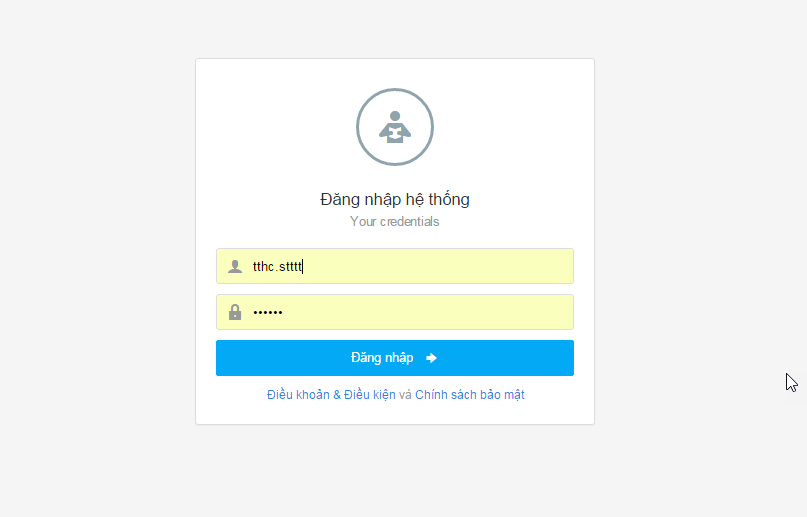 Đăng nhập hệ thống
Your credentials
tthc.stttt
••••••
Đăng nhập
Điều khoản & Điều kiện và Chính sách bảo mật